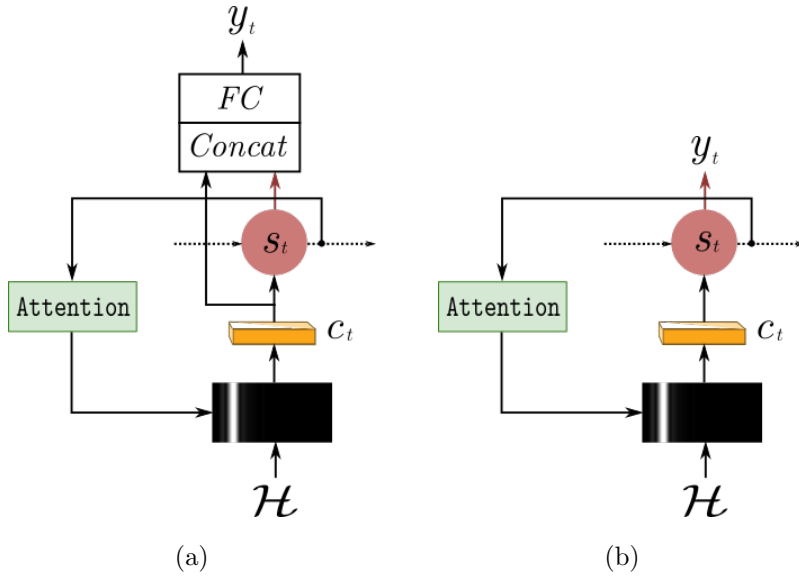 y_t
FC
Concat
s_t
Attention
c_t
ℋ
(a)
y_t
s_t
Attention
c_t
ℋ
(b)